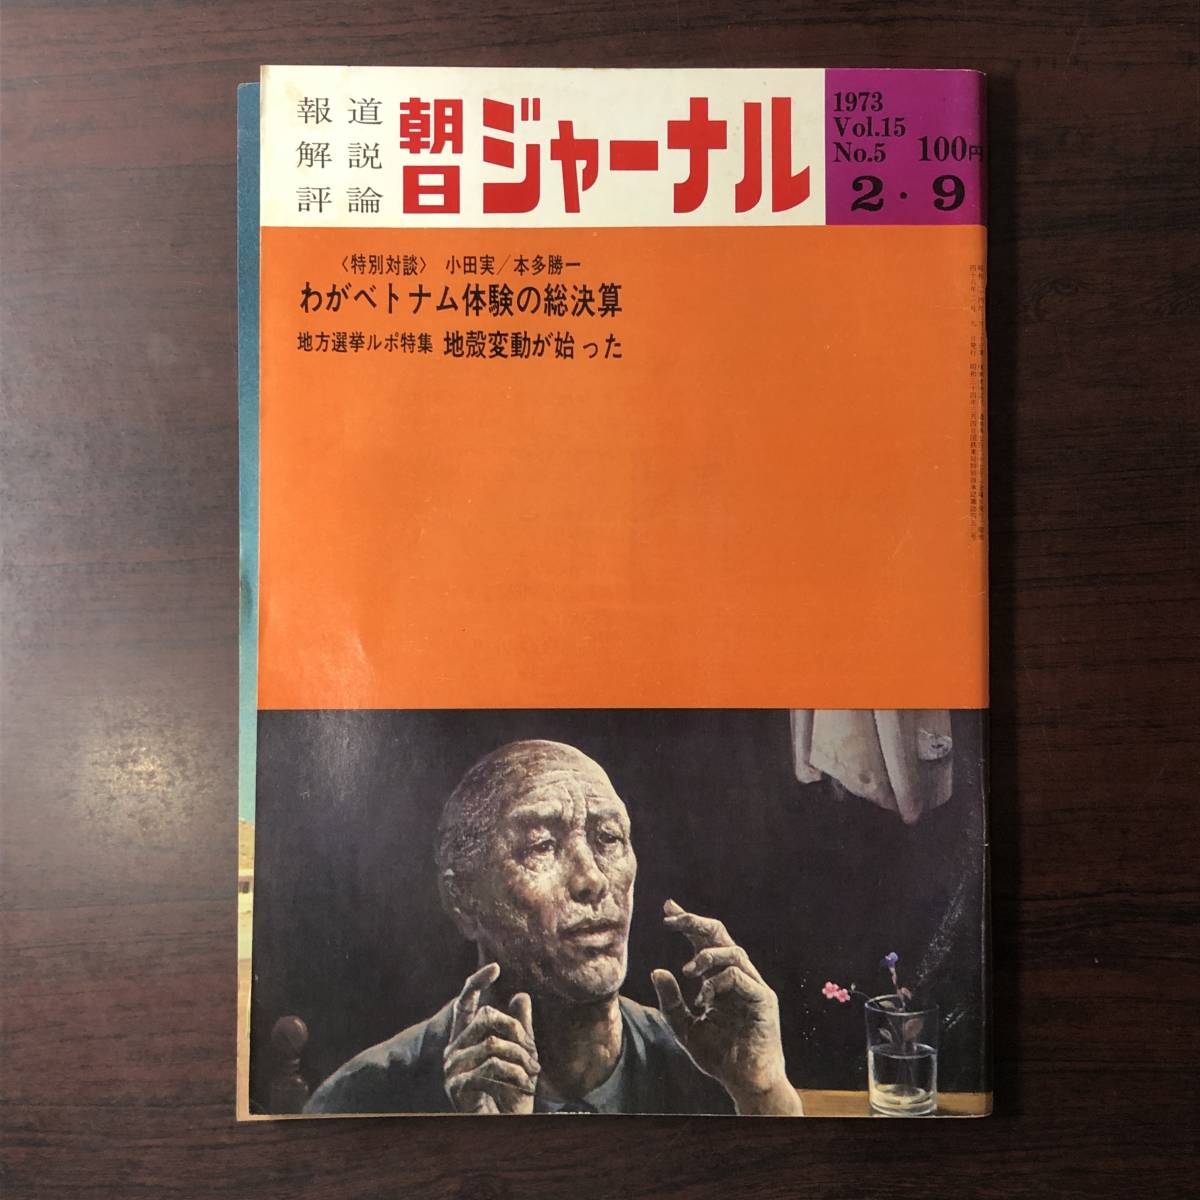 報道
解説
評論
朝日ジャーナル
1973
Vol.15
No.5 100円
2・9
〈特別対談〉 小田実/本多勝一
わがベトナム体験の総決算
地方選挙ルポ特集 地殻変動が始った